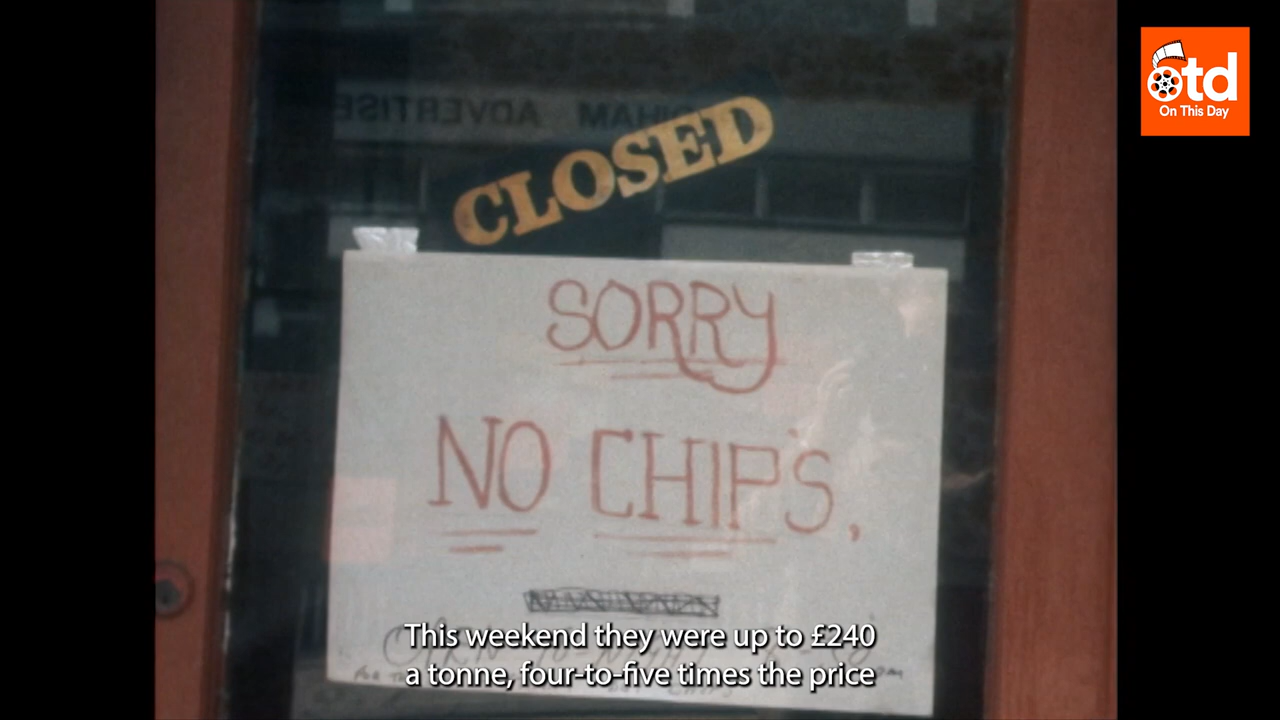 otd
On This Day
CLOSED
SORRY
NO CHIP'S,
This weekend they were up to £240
a tonne, four-to-five times the price